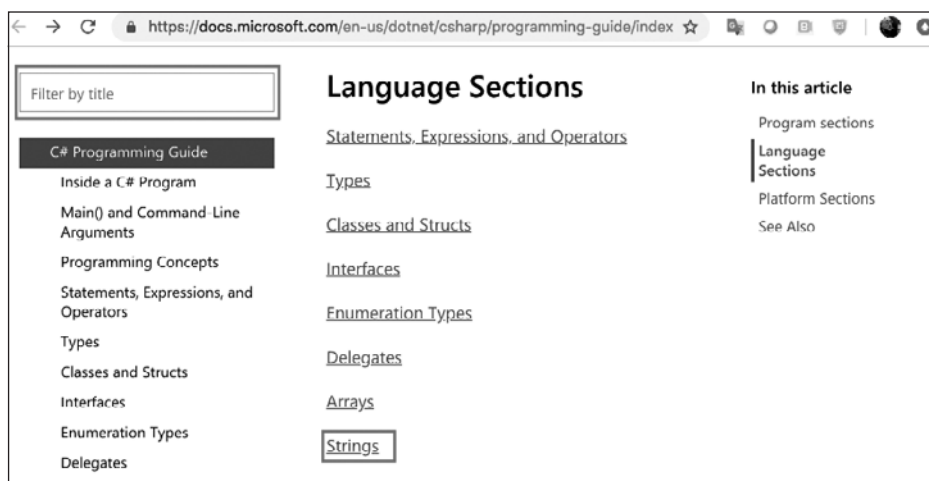 https://docs.microsoft.com/en-us/dotnet/csharp/programming-guide/index
Filter by title
C# Programming Guide
Inside a C# Program
Main() and Command-Line
Arguments
Programming Concepts
Statements, Expressions, and
Operators
Types
Classes and Structs
Interfaces
Enumeration Types
Delegates
Language Sections
Statements, Expressions, and Operators
Types
Classes and Structs
Interfaces
Enumeration Types
Delegates
Arrays
Strings
In this article
Program sections
Language
Sections
Platform Sections
See Also